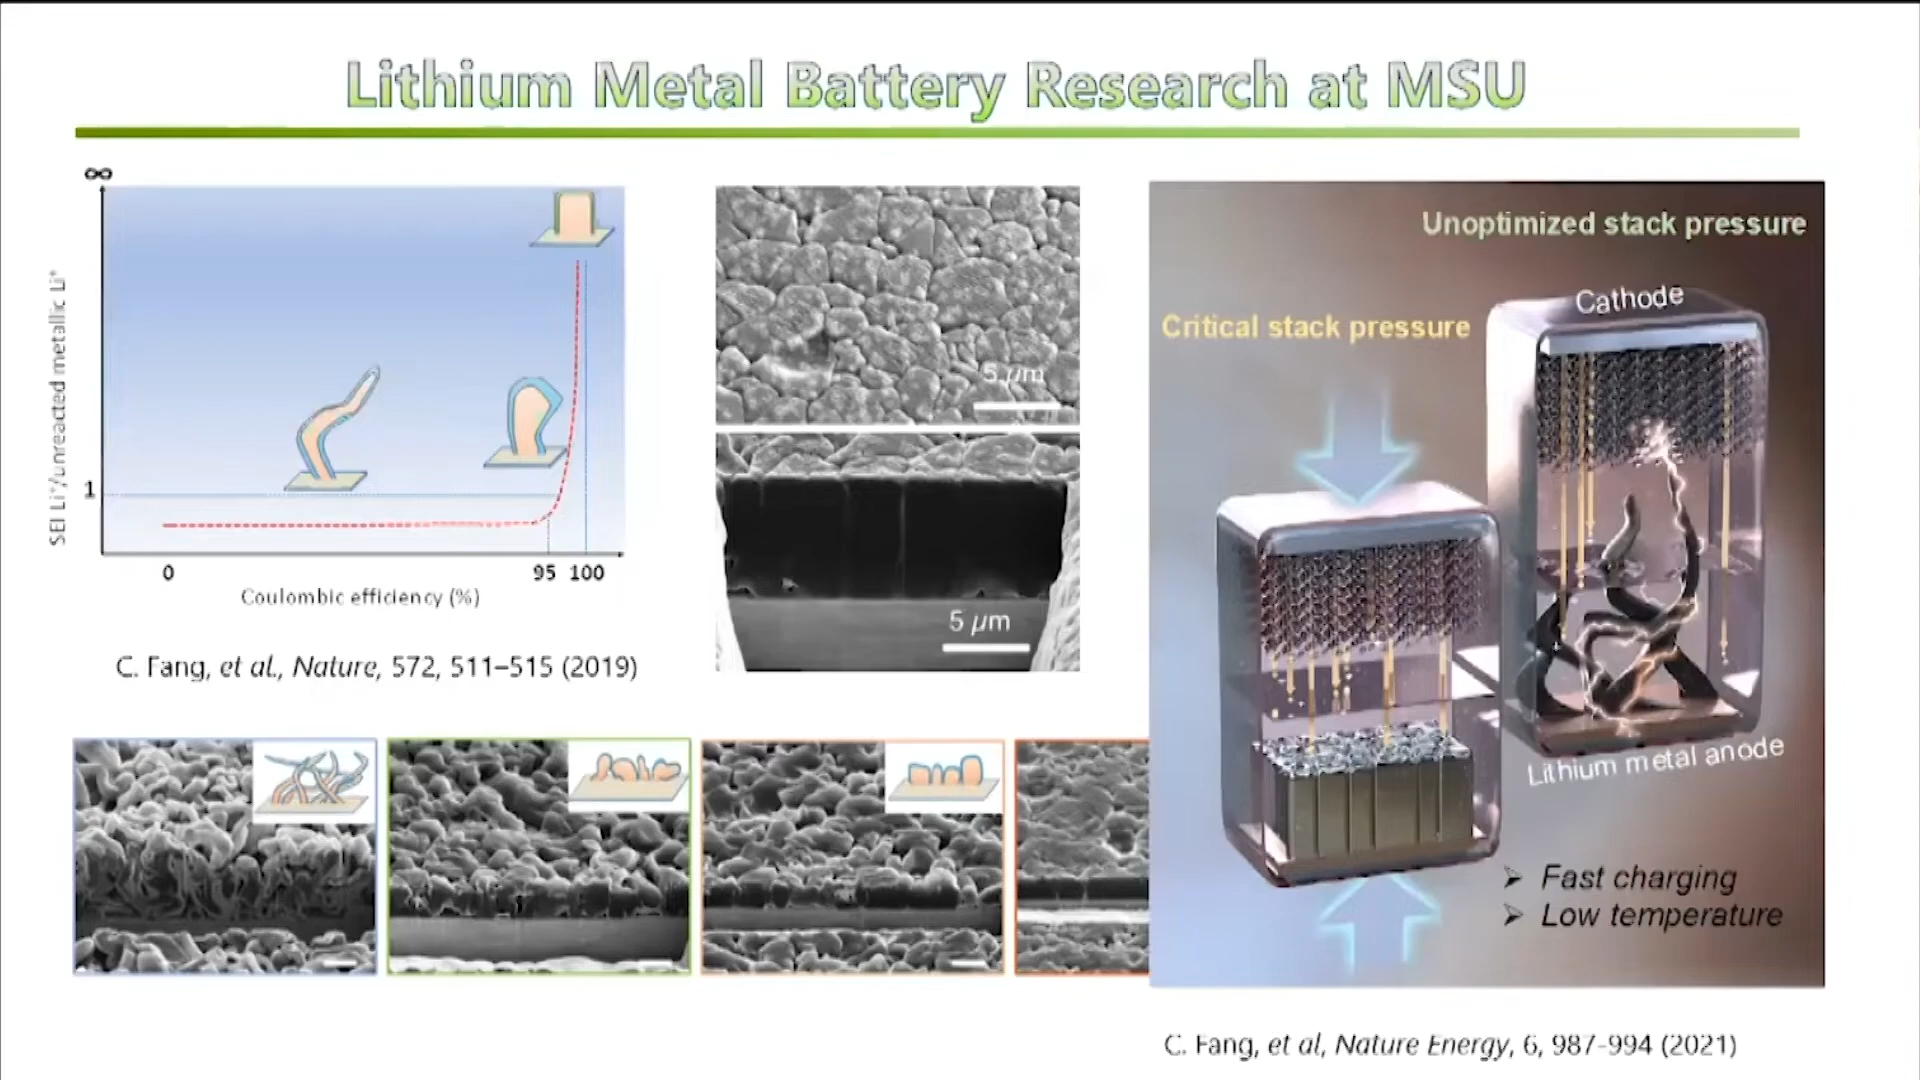 Lithium Metal Battery Research at MSU
∞
SEI Li⁺/unreacted metallic Li⁰
1
0 95 100
Coulombic efficiency (%)
C. Fang, et al., Nature, 572, 511–515 (2019)
5 µm
5 µm
Unoptimized stack pressure
Critical stack pressure
Cathode
Lithium metal anode
➢ Fast charging
➢ Low temperature
C. Fang, et al, Nature Energy, 6, 987-994 (2021)